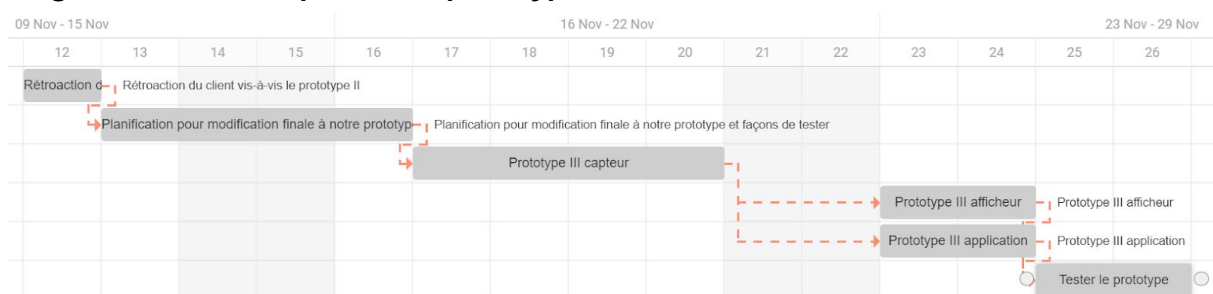 09 Nov - 15 Nov 16 Nov - 22 Nov 23 Nov - 29 Nov
12 13 14 15 16 17 18 19 20 21 22 23 24 25 26
Rétroaction d Rétroaction du client vis-à-vis le prototype II
Planification pour modification finale à notre prototyp Planification pour modification finale à notre prototype et façons de tester
Prototype III capteur
Prototype III afficheur Prototype III afficheur
Prototype III application Prototype III application
Tester le prototype